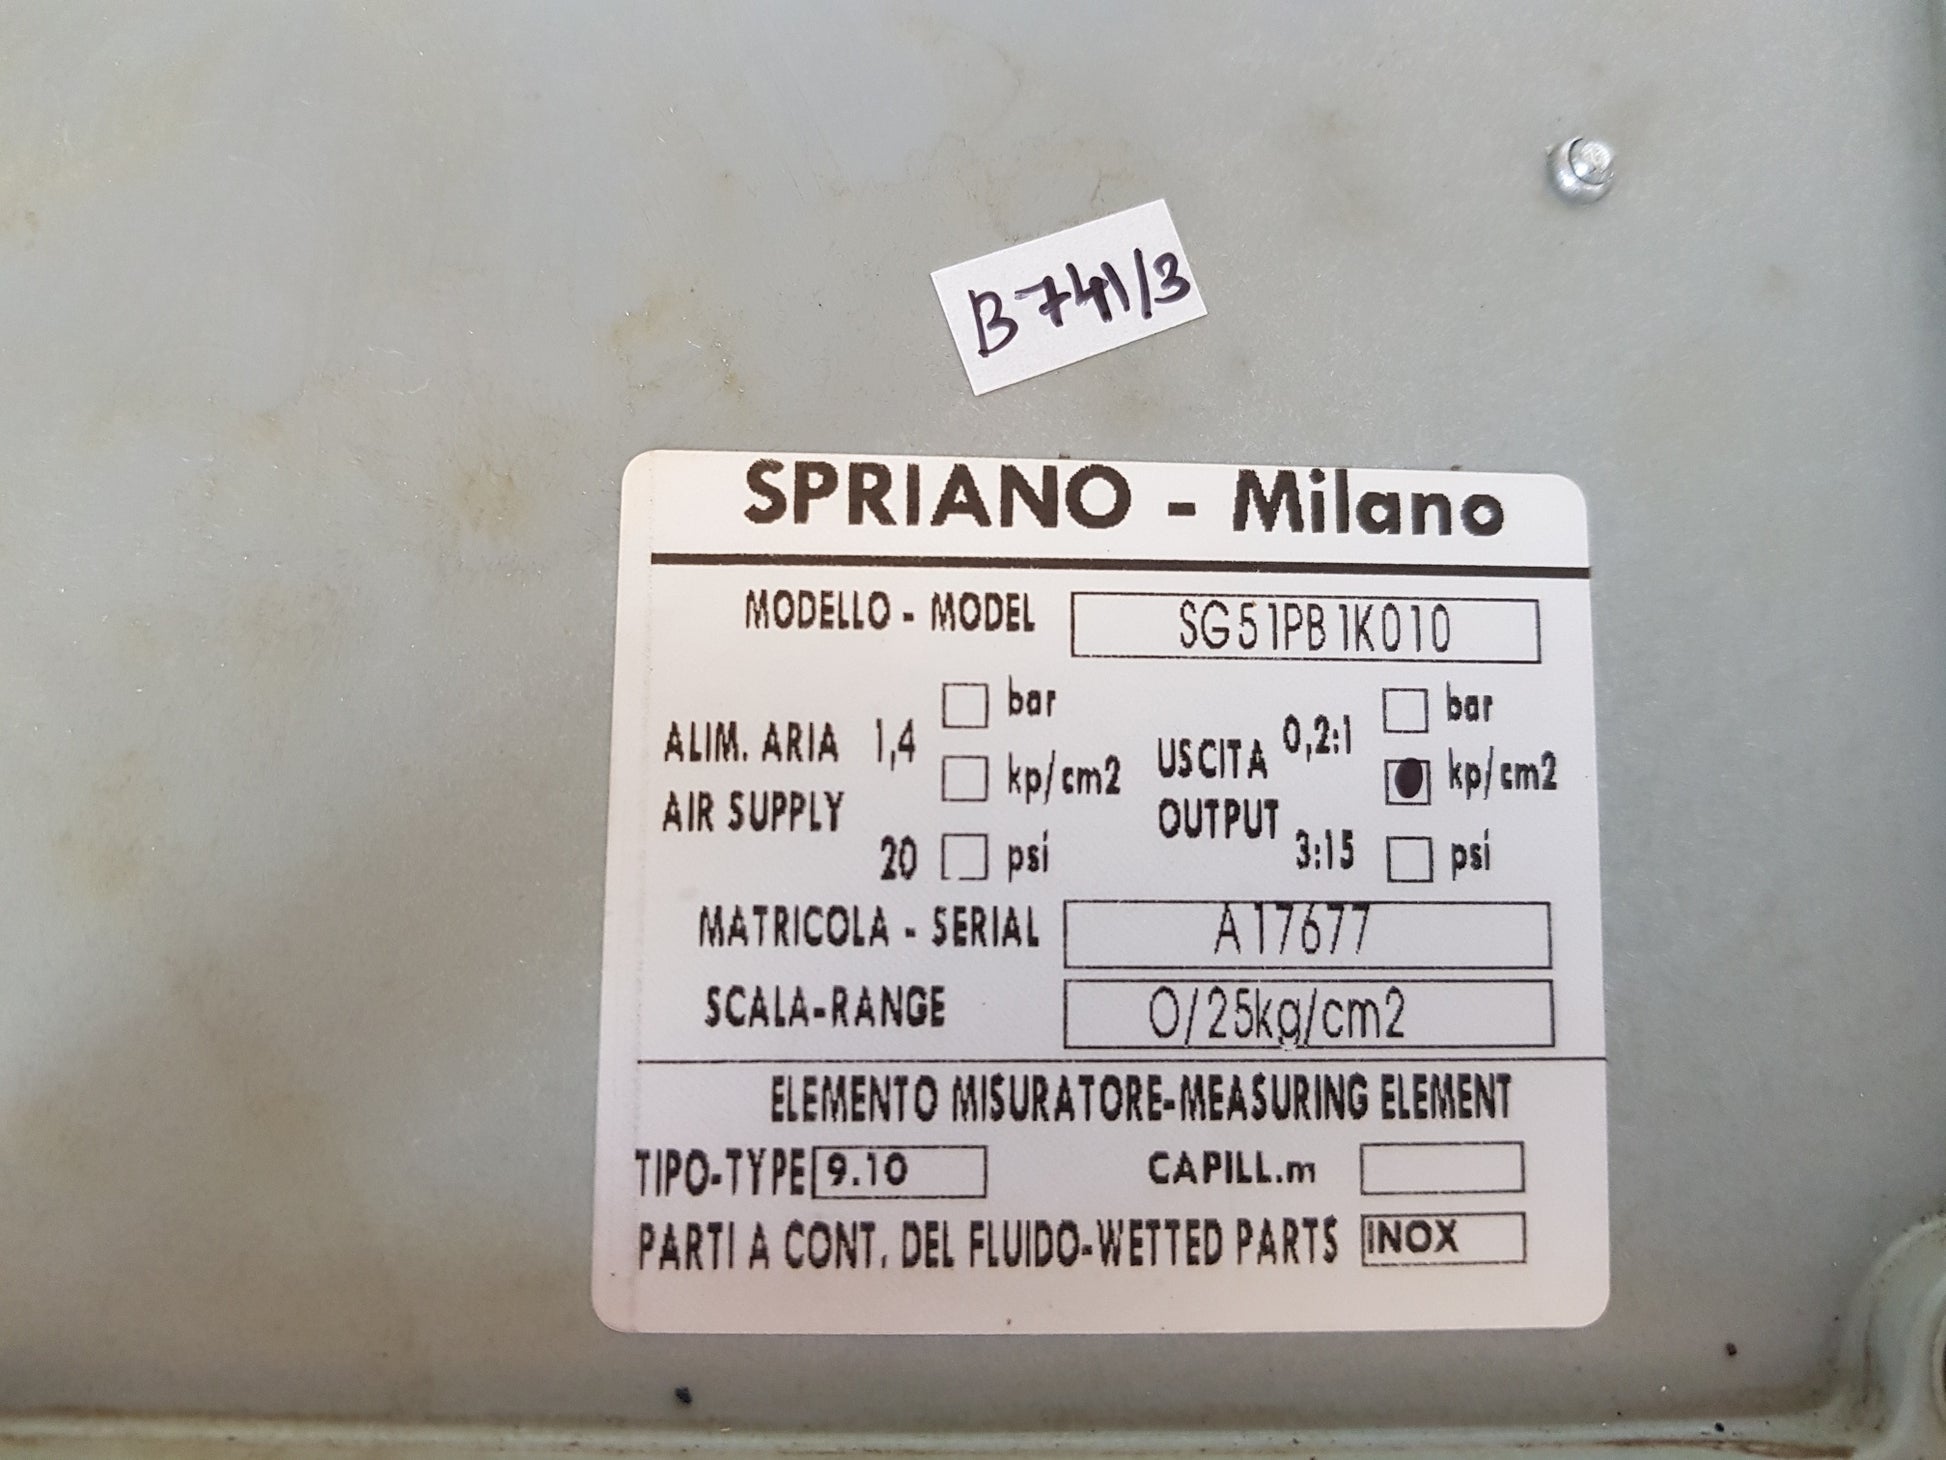 B741/3
SPRIANO - Milano
MODELLO - MODEL SG51PB1K010
bar bar
ALIM. ARIA 1,4 USCITA 0,2:1
kp/cm2 kp/cm2
AIR SUPPLY OUTPUT
20 psi 3:15 psi
MATRICOLA - SERIAL A17677
SCALA-RANGE 0/25kg/cm2
ELEMENTO MISURATORE-MEASURING ELEMENT
TIPO-TYPE 9.10 CAPILL.m
PARTI A CONT. DEL FLUIDO-WETTED PARTS INOX